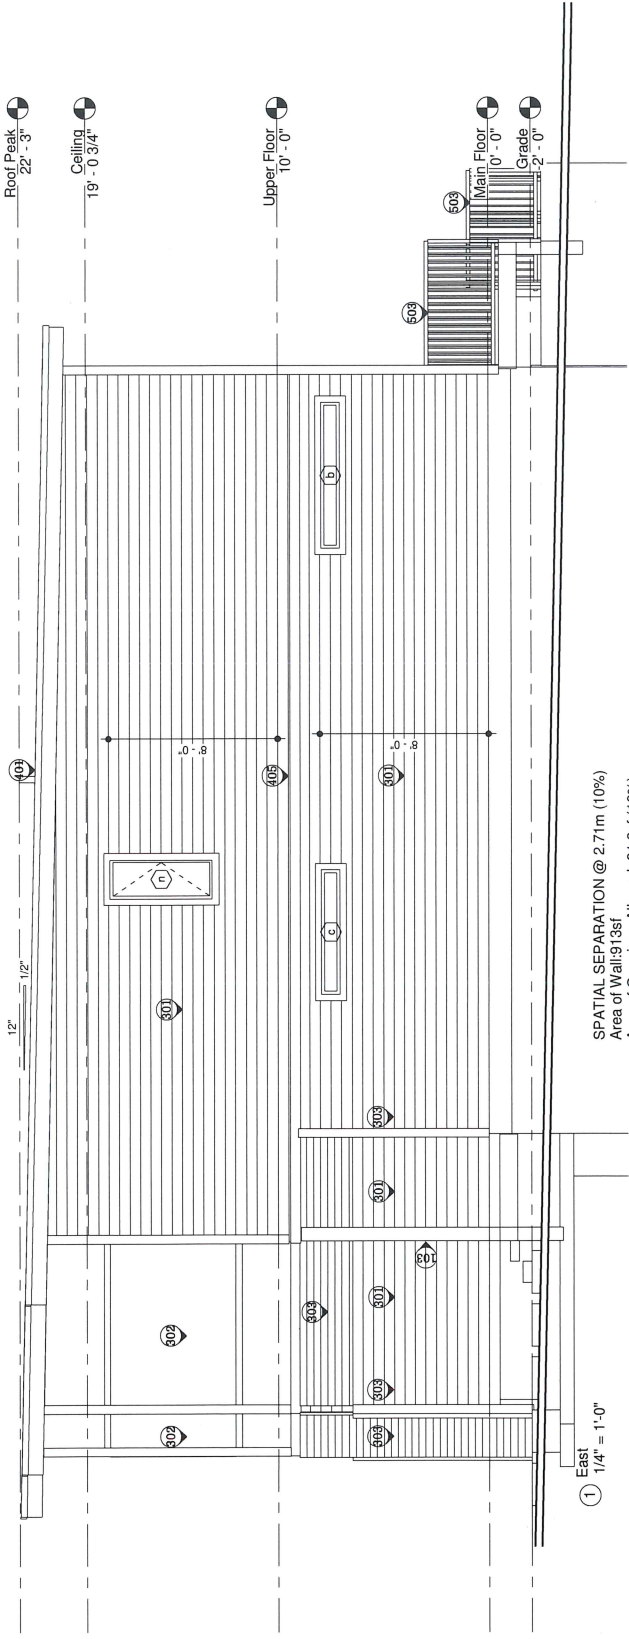 Roof Peak
22' - 3"
Ceiling
19' - 0 3/4"
Upper Floor
10' - 0"
Main Floor
0' - 0"
Grade
-2' - 0"
12"
1/2"
401
503
503
n
b
c
8' - 0"
8' - 0"
405
301
301
303
301
103
301
303
302
303
302
303
1
East
1/4" = 1'-0"
SPATIAL SEPARATION @ 2.71m (10%)
Area of Wall:913sf